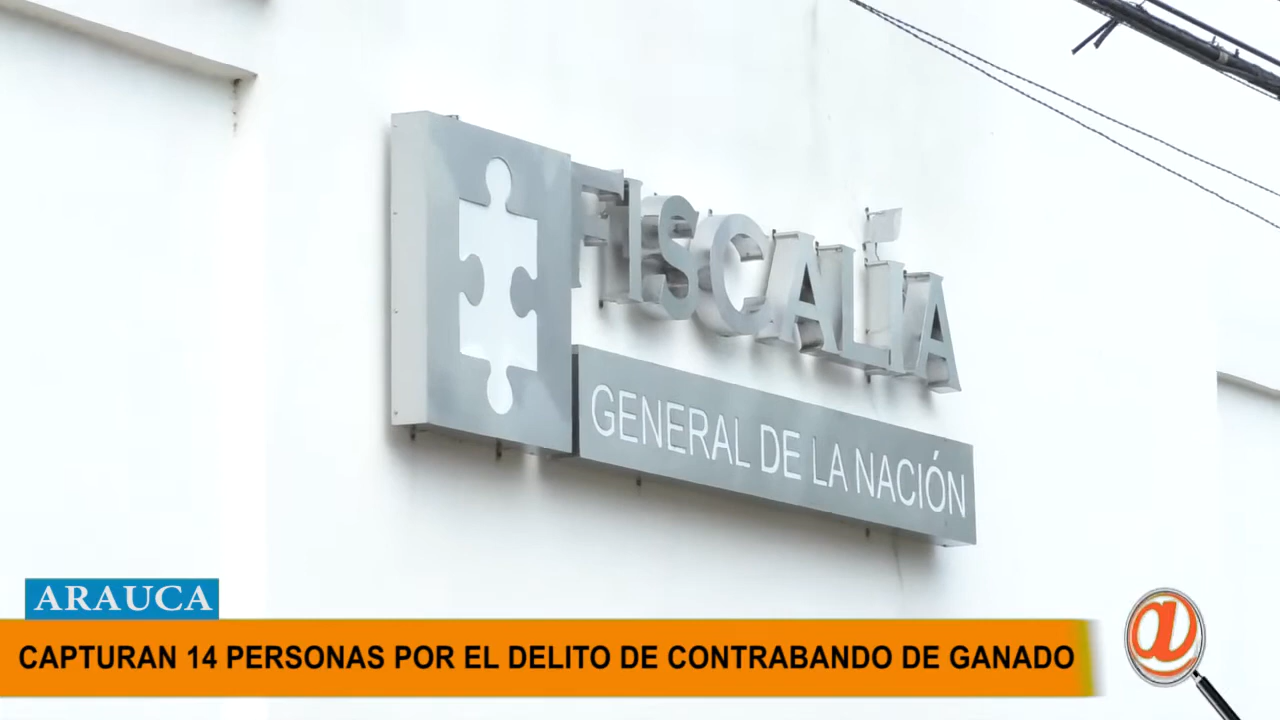 FISCALÍA
GENERAL DE LA NACIÓN
ARAUCA
CAPTURAN 14 PERSONAS POR EL DELITO DE CONTRABANDO DE GANADO
@